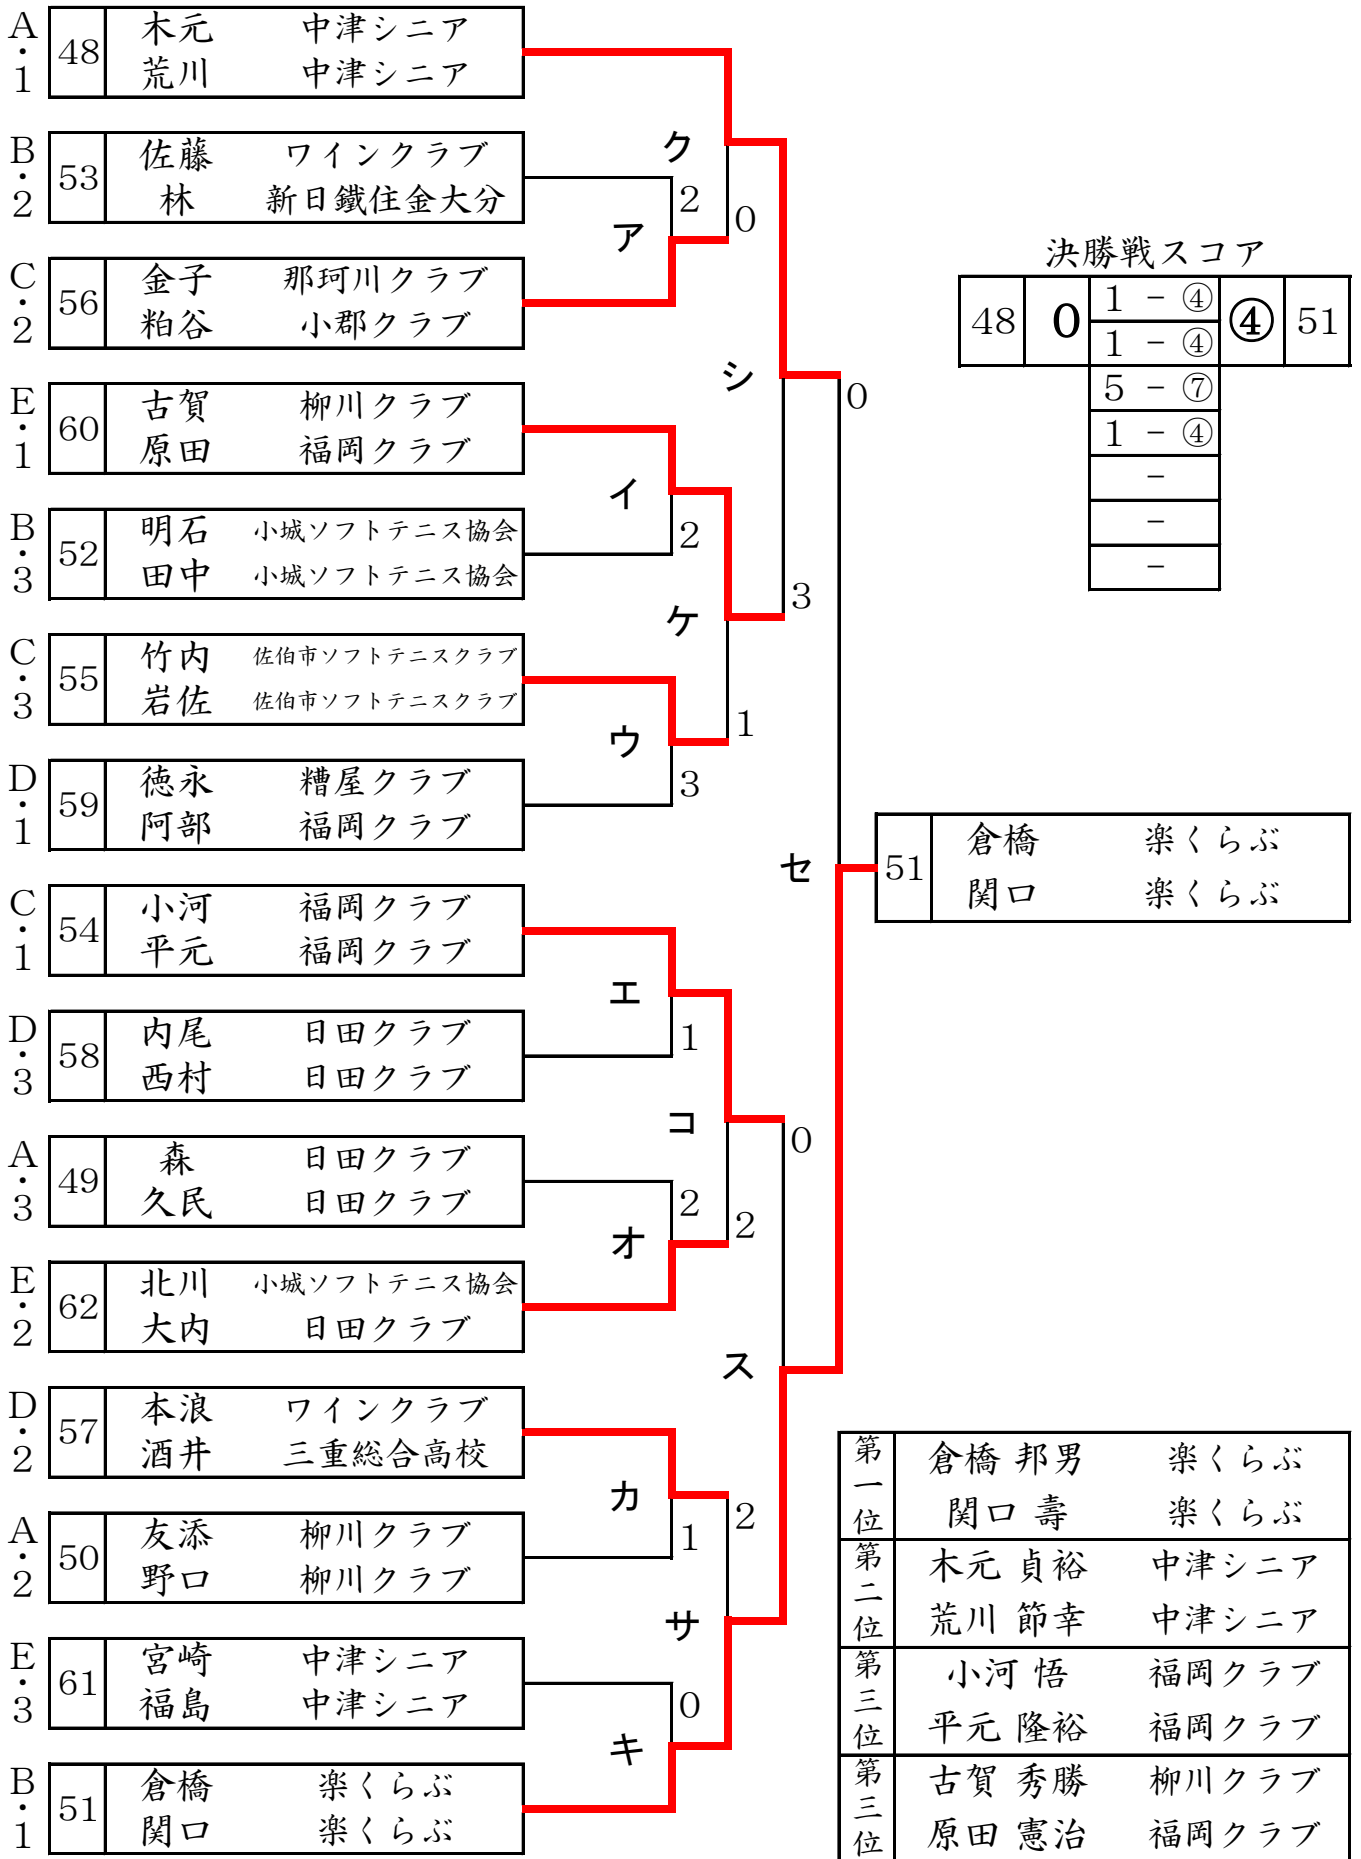 A・1 48 木元 中津シニア
荒川 中津シニア
B・2 53 佐藤 ワインクラブ
林 新日鐵住金大分
C・2 56 金子 那珂川クラブ
粕谷 小郡クラブ
E・1 60 古賀 柳川クラブ
原田 福岡クラブ
B・3 52 明石 小城ソフトテニス協会
田中 小城ソフトテニス協会
C・3 55 竹内 佐伯市ソフトテニスクラブ
岩佐 佐伯市ソフトテニスクラブ
D・1 59 徳永 糟屋クラブ
阿部 福岡クラブ
C・1 54 小河 福岡クラブ
平元 福岡クラブ
D・3 58 内尾 日田クラブ
西村 日田クラブ
A・3 49 森 日田クラブ
久民 日田クラブ
E・2 62 北川 小城ソフトテニス協会
大内 日田クラブ
D・2 57 本浪 ワインクラブ
酒井 三重総合高校
A・2 50 友添 柳川クラブ
野口 柳川クラブ
E・3 61 宮崎 中津シニア
福島 中津シニア
B・1 51 倉橋 楽くらぶ
関口 楽くらぶ
ア 2
イ 2
ウ 3
エ 1
オ 2
カ 1
キ 0
ク 0
ケ 1
コ 2
サ 2
シ 3
ス 0
セ 0
決勝戦スコア
48 0 1 - ④ ④ 51
1 - ④
5 - ⑦
1 - ④
-
-
-
51 倉橋 楽くらぶ
関口 楽くらぶ
第一位 倉橋 邦男 楽くらぶ
関口 壽 楽くらぶ
第二位 木元 貞裕 中津シニア
荒川 節幸 中津シニア
第三位 小河 悟 福岡クラブ
平元 隆裕 福岡クラブ
第三位 古賀 秀勝 柳川クラブ
原田 憲治 福岡クラブ